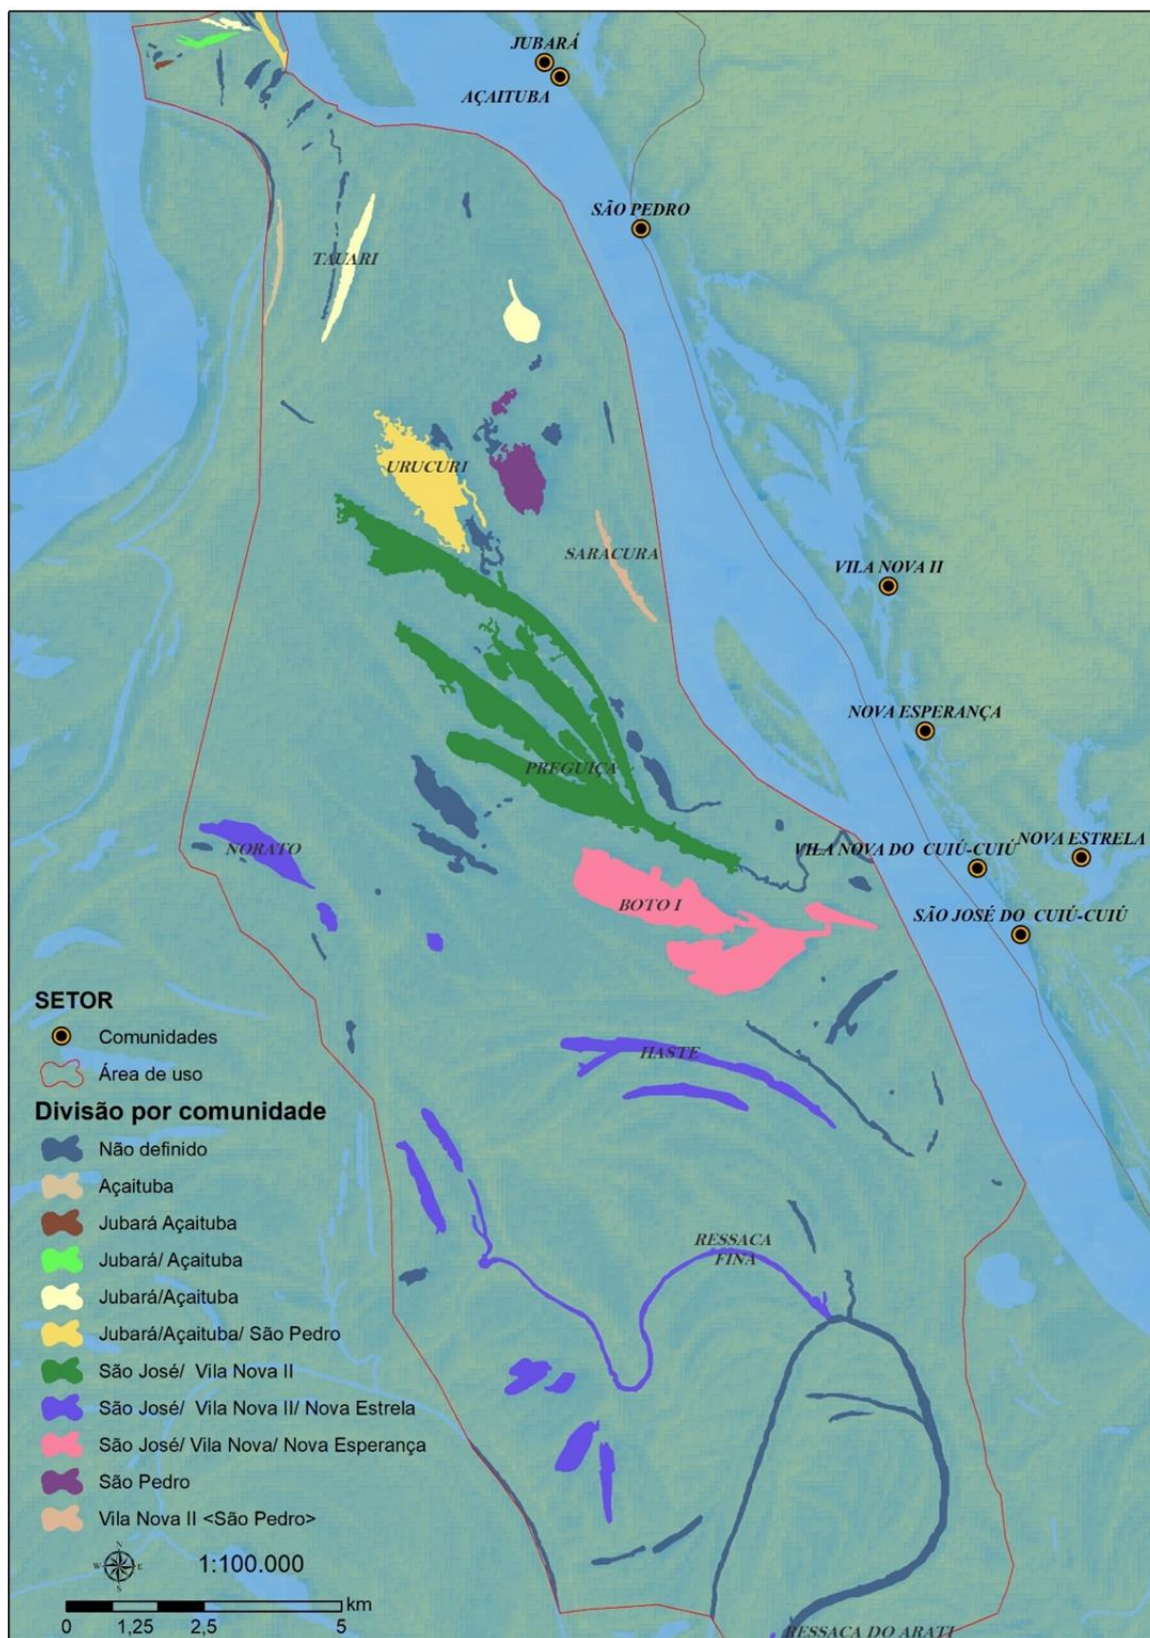 JUBARÁ
AÇAITUBA
SÃO PEDRO
TAUARI
URUCURI
SARACURA
VILA NOVA II
NOVA ESPERANÇA
PREGUIÇA
NORATO
VILA NOVA DO CUIÚ-CUIÚ
NOVA ESTRELA
BOTO I
SÃO JOSÉ DO CUIÚ-CUIÚ
HASTE
RESSACA
FINA
RESSACA DO ARATI
SETOR
Comunidades
Área de uso
Divisão por comunidade
Não definido
Açaituba
Jubará Açaituba
Jubará/ Açaituba
Jubará/Açaituba
Jubará/Açaituba/ São Pedro
São José/ Vila Nova II
São José/ Vila Nova II/ Nova Estrela
São José/ Vila Nova/ Nova Esperança
São Pedro
Vila Nova II <São Pedro>
N
W E
S
1:100.000
km
0 1,25 2,5 5